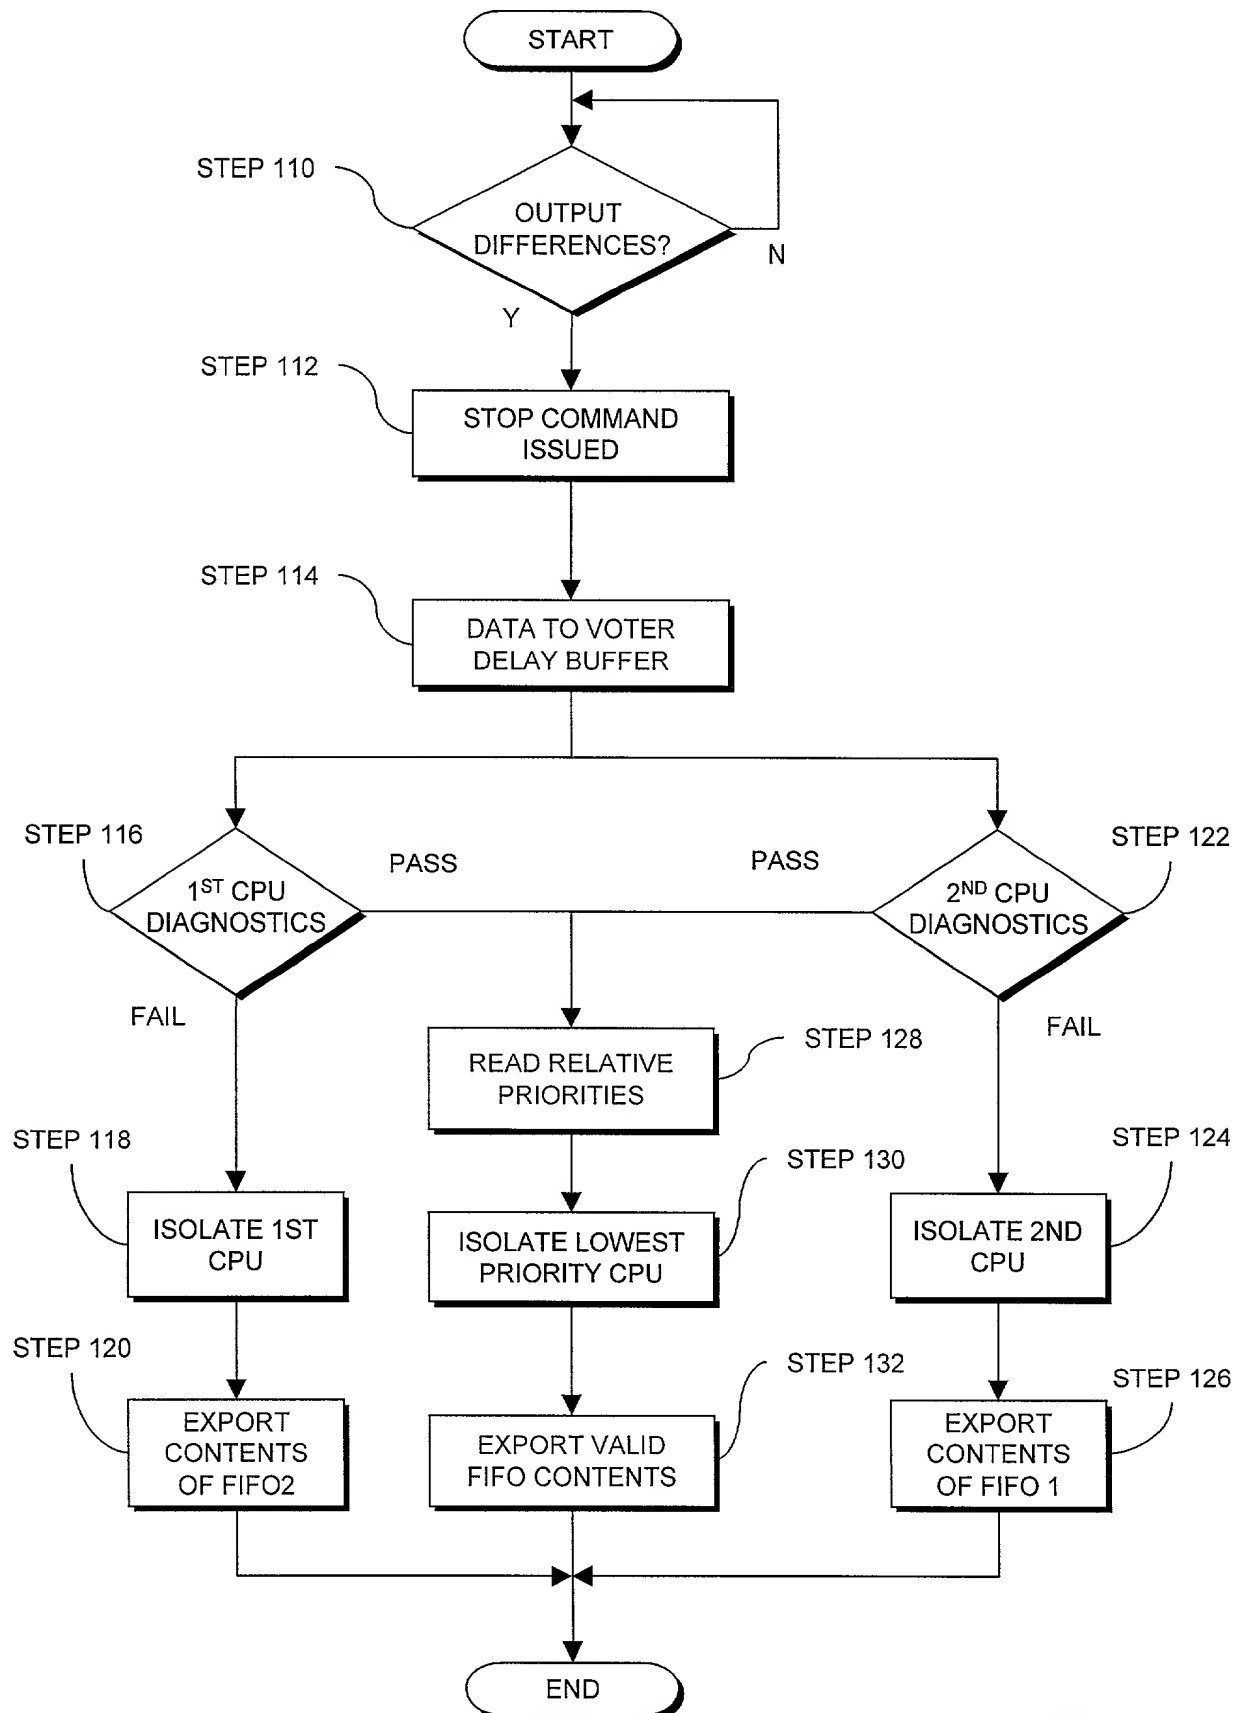 START
STEP 110
OUTPUT
DIFFERENCES?
N
Y
STEP 112
STOP COMMAND
ISSUED
STEP 114
DATA TO VOTER
DELAY BUFFER
STEP 116
1ST CPU
DIAGNOSTICS
PASS
PASS
2ND CPU
DIAGNOSTICS
STEP 122
FAIL
FAIL
READ RELATIVE
PRIORITIES
STEP 128
STEP 118
ISOLATE 1ST
CPU
ISOLATE LOWEST
PRIORITY CPU
STEP 130
STEP 124
ISOLATE 2ND
CPU
STEP 120
EXPORT
CONTENTS
OF FIFO2
EXPORT VALID
FIFO CONTENTS
STEP 132
STEP 126
EXPORT
CONTENTS
OF FIFO 1
END